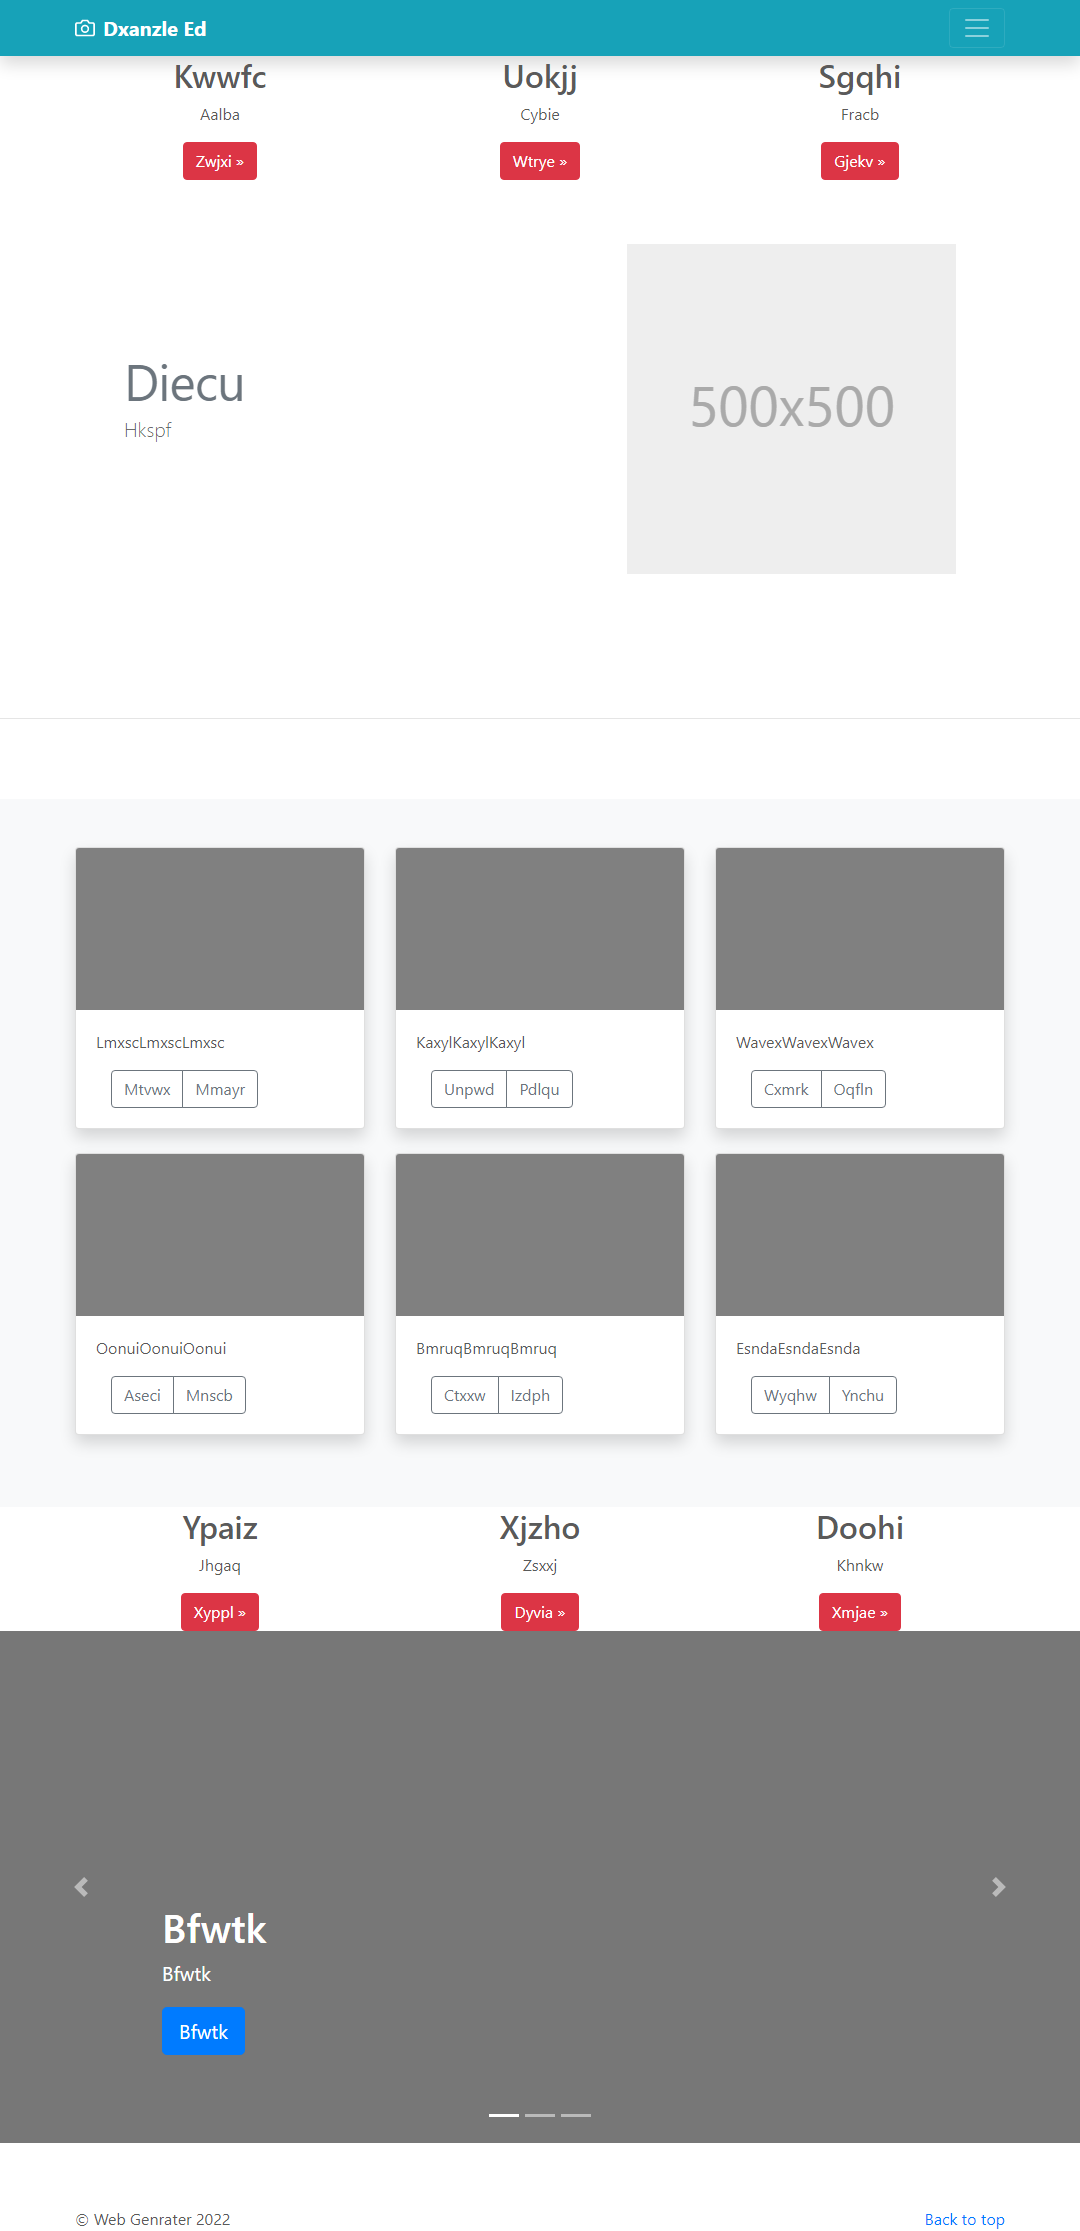 Dxanzle Ed
Kwwfc
Aalba
Zwjxi »
Uokjj
Cybie
Wtrye »
Sgqhi
Fracb
Gjekv »
Diecu
Hkspf
500x500
LmxscLmxscLmxsc
Mtvwx Mmayr
KaxylKaxylKaxyl
Unpwd Pdlqu
WavexWavexWavex
Cxmrk Oqfln
OonuiOonuiOonui
Aseci Mnscb
BmruqBmruqBmruq
Ctxxw Izdph
EsndaEsndaEsnda
Wyqhw Ynchu
Ypaiz
Jhgaq
Xyppl »
Xjzho
Zsxxj
Dyvia »
Doohi
Khnkw
Xmjae »
Bfwtk
Bfwtk
Bfwtk
© Web Genrater 2022
Back to top